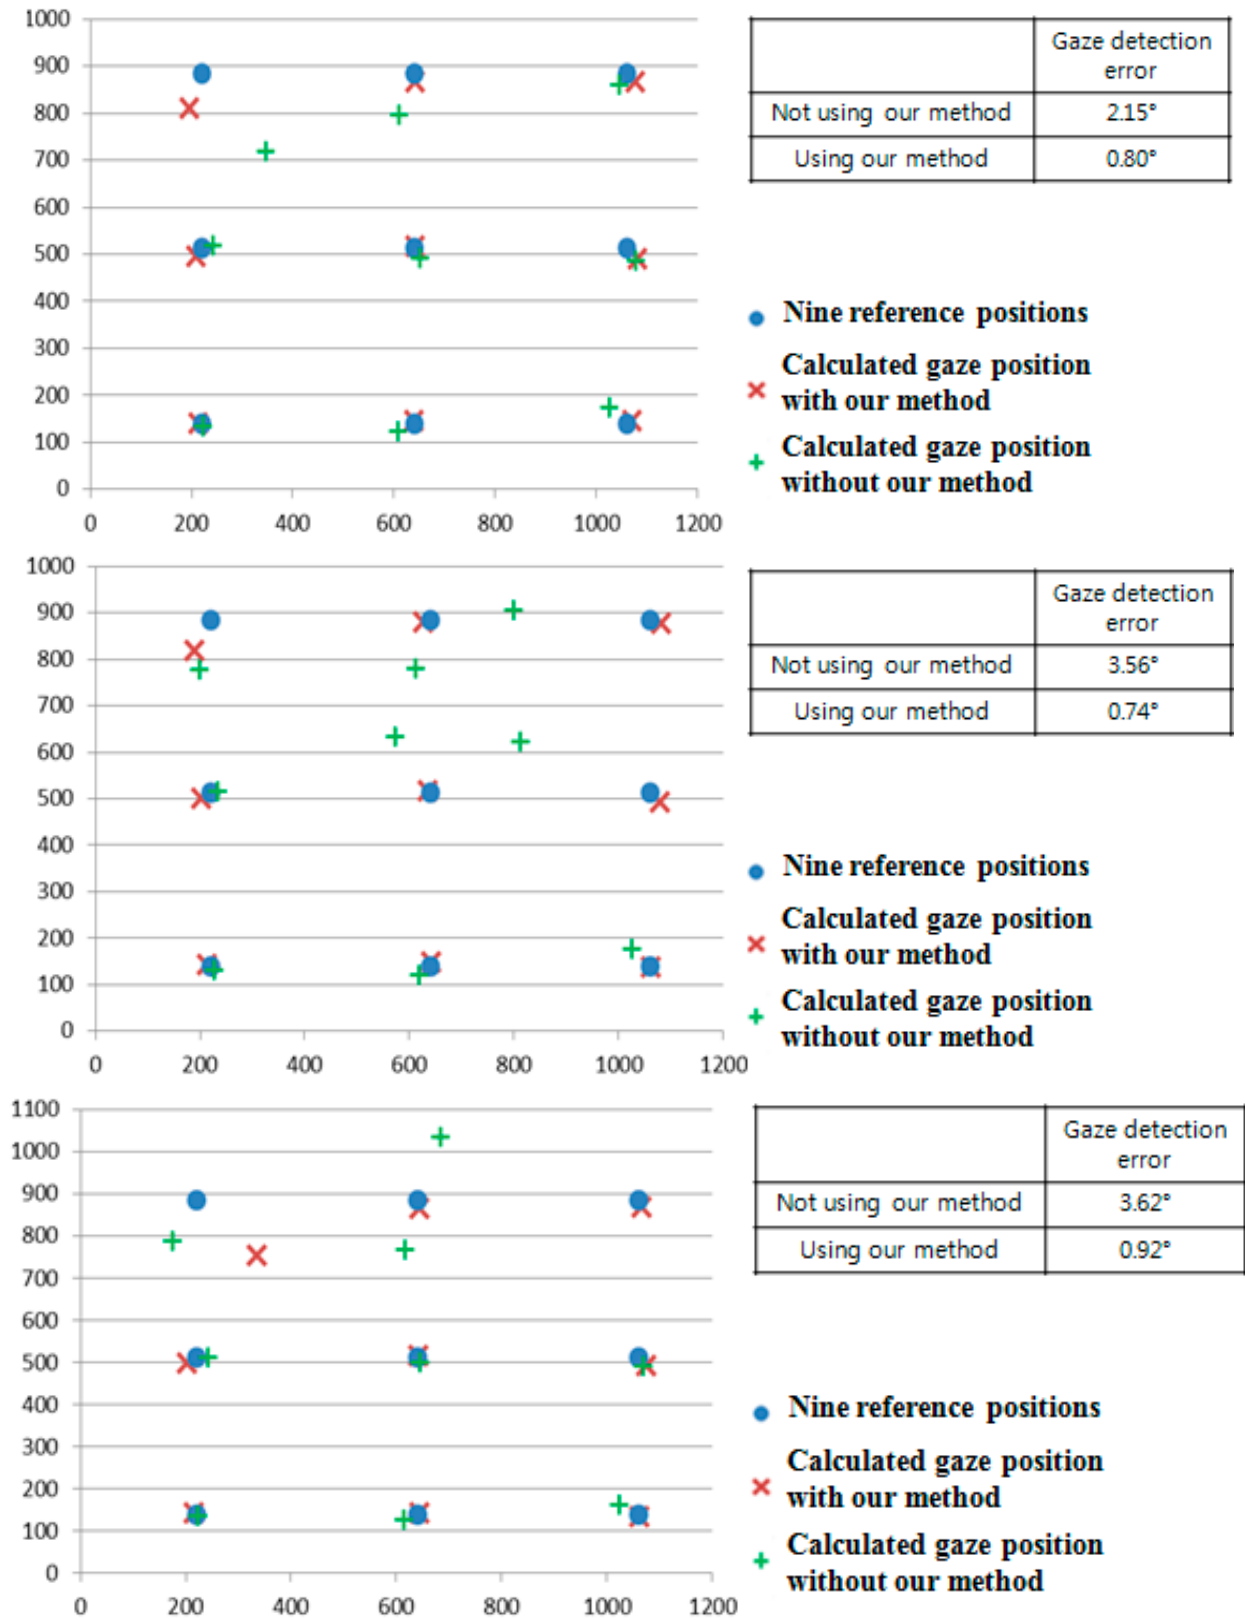 1000
900
800
700
600
500
400
300
200
100
0
0 200 400 600 800 1000 1200
Gaze detection
error
Not using our method 2.15°
Using our method 0.80°
Nine reference positions
Calculated gaze position
with our method
Calculated gaze position
without our method
1000
900
800
700
600
500
400
300
200
100
0
0 200 400 600 800 1000 1200
Gaze detection
error
Not using our method 3.56°
Using our method 0.74°
Nine reference positions
Calculated gaze position
with our method
Calculated gaze position
without our method
1100
1000
900
800
700
600
500
400
300
200
100
0
0 200 400 600 800 1000 1200
Gaze detection
error
Not using our method 3.62°
Using our method 0.92°
Nine reference positions
Calculated gaze position
with our method
Calculated gaze position
without our method